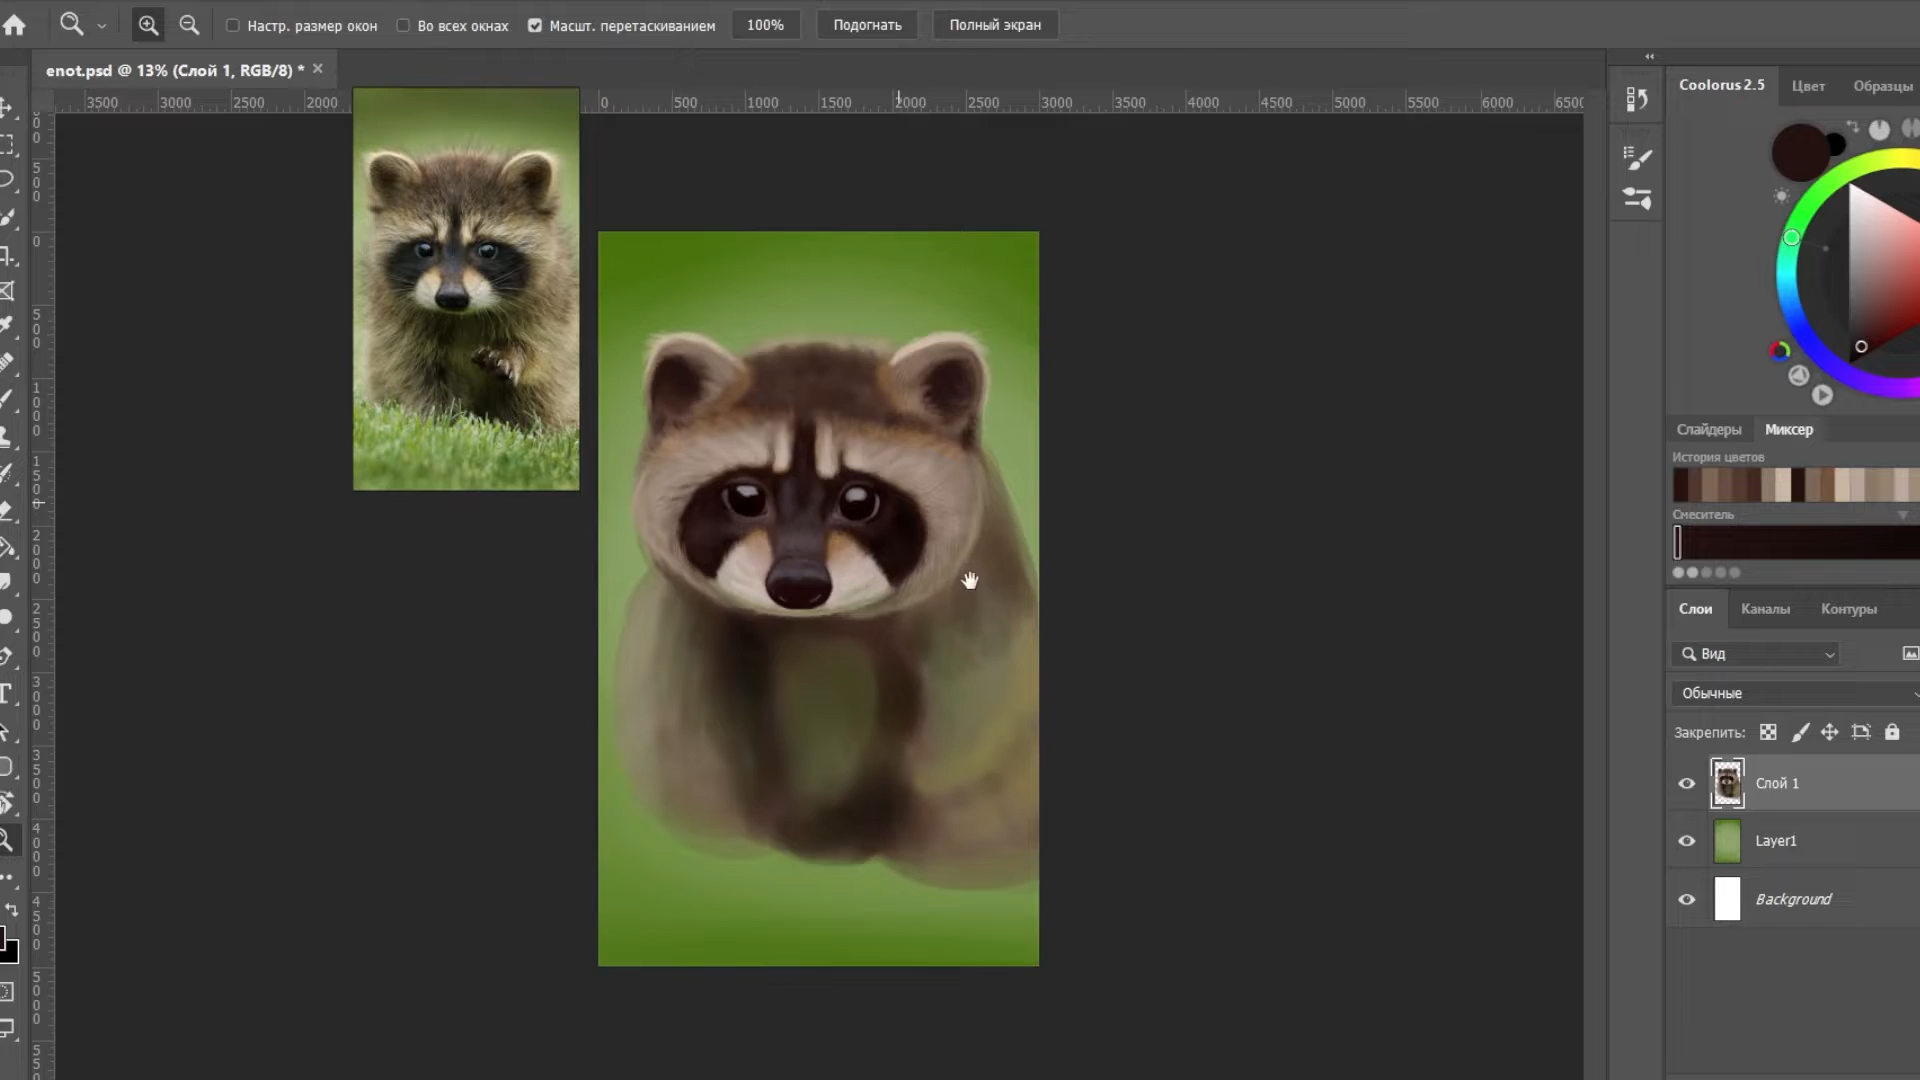 Настр. размер окон
Во всех окнах
Масшт. перетаскиванием
100%
Подогнать
Полный экран
enot.psd @ 13% (Слой 1, RGB/8) *
3500 3000 2500 2000 0 500 1000 1500 2000 2500 3000 3500 4000 4500 5000 5500 6000 6500
Coolorus 2.5
Цвет
Образцы
Слайдеры
Миксер
История цветов
Смеситель
Слои
Каналы
Контуры
Вид
Обычные
Закрепить:
Слой 1
Layer1
Background